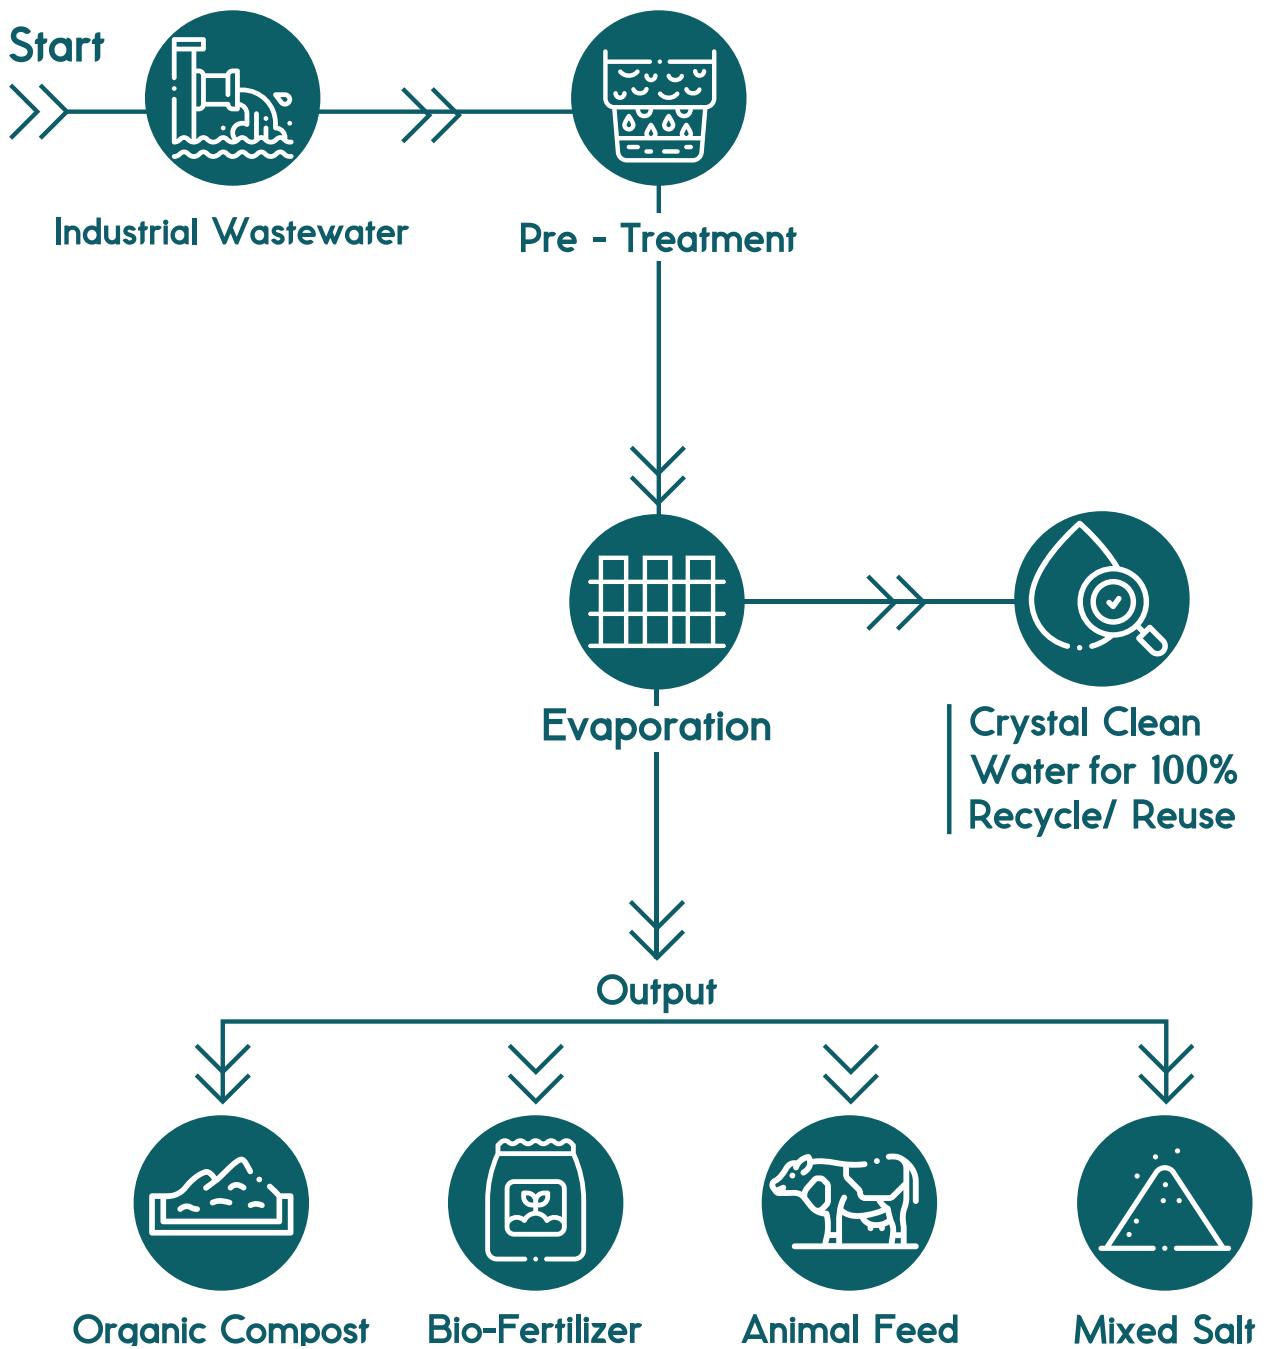 Start
Industrial Wastewater
Pre - Treatment
Evaporation
Crystal Clean
Water for 100%
Recycle/ Reuse
Output
Organic Compost
Bio-Fertilizer
Animal Feed
Mixed Salt